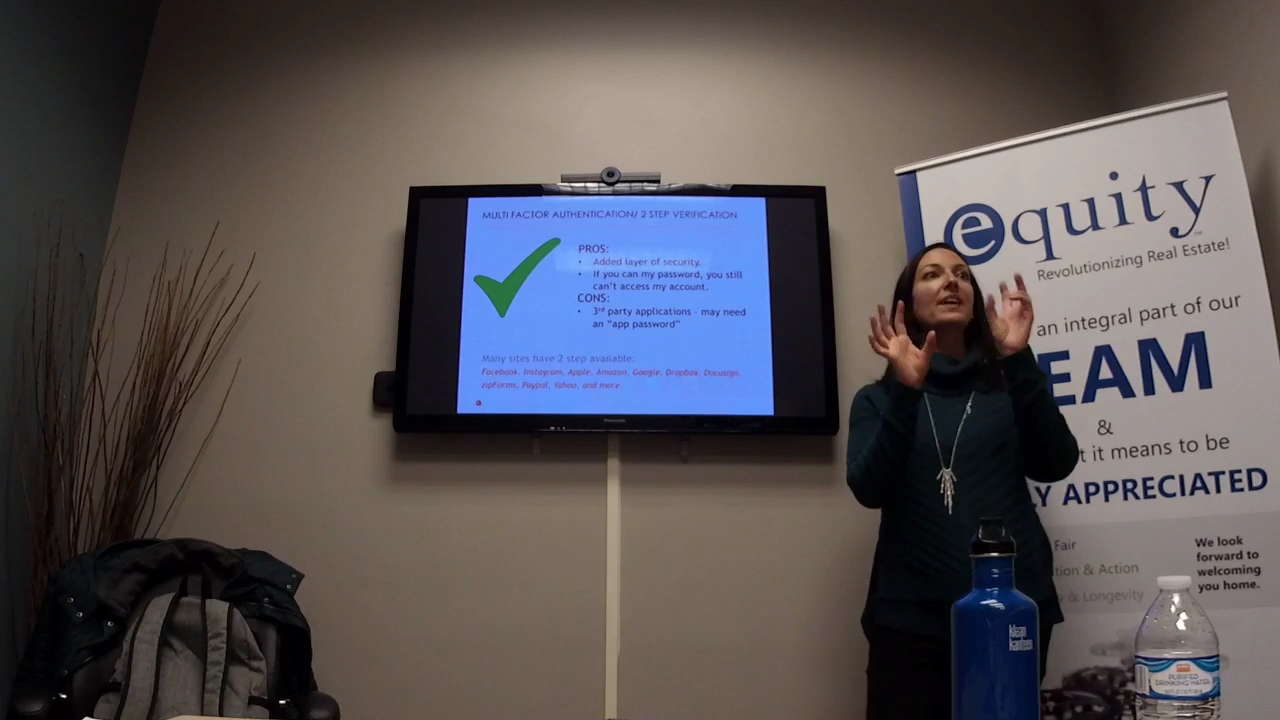 MULTI FACTOR AUTHENTICATION/ 2 STEP VERIFICATION
PROS:
• Added layer of security.
• If you can my password, you still
can't access my account.
CONS:
• 3rd party applications - may need
an "app password"
Many sites have 2 step available:
Facebook, Instagram, Apple, Amazon, Google, Dropbox, Docusign,
zipForms, Paypal, Yahoo, and more
Panasonic
equity
Revolutionizing Real Estate!
an integral part of our
EAM
&
t it means to be
Y APPRECIATED
Fair
tion & Action
& Longevity
We look
forward to
welcoming
you home.
klean
kanteen
PURIFIED
DRINKING WATER